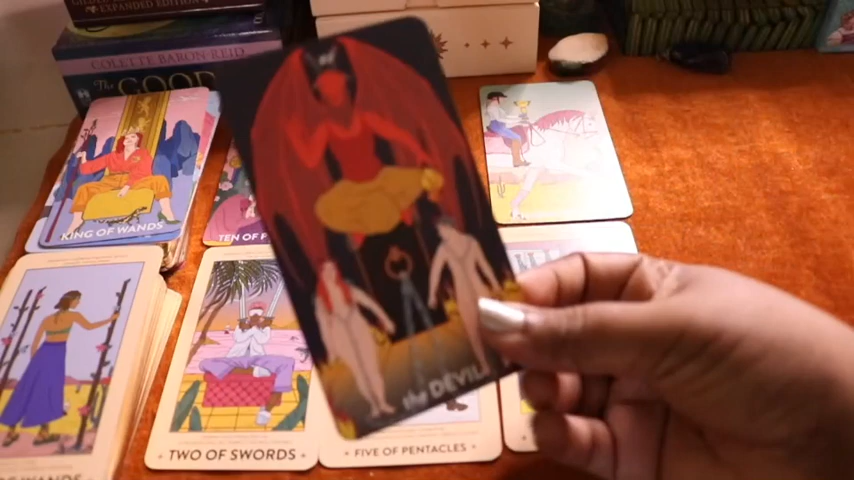 EXPANDED EDITION
COLETTE BARON-REID
The GOOD
KING OF WANDS
TEN OF P
the DEVIL
TWO OF SWORDS
FIVE OF PENTACLES
WANDS